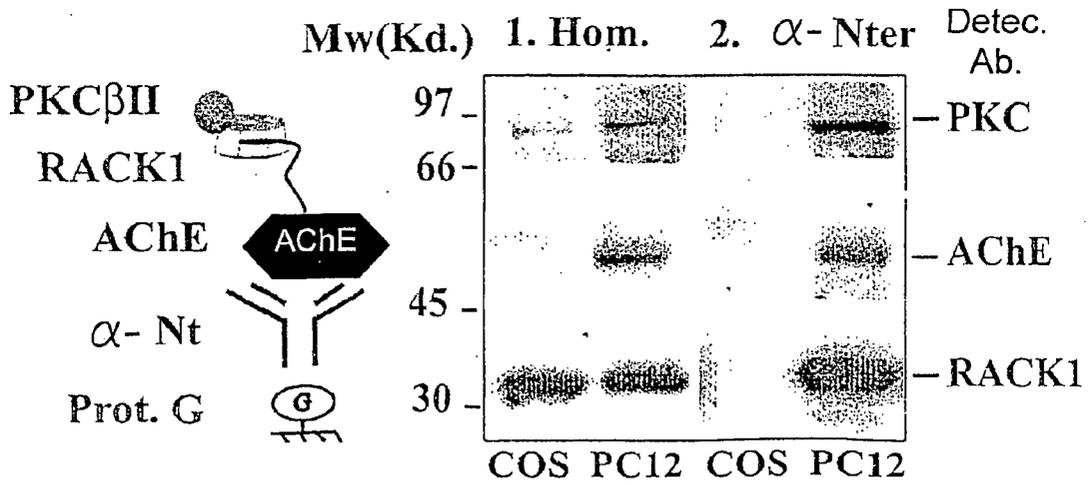 Mw(Kd.) 1. Hom. 2. α- Nter Detec. Ab.
PKCβII
RACK1
AChE
AChE
α- Nt
Prot. G
G
97
66
45
30
PKC
AChE
RACK1
COS PC12 COS PC12